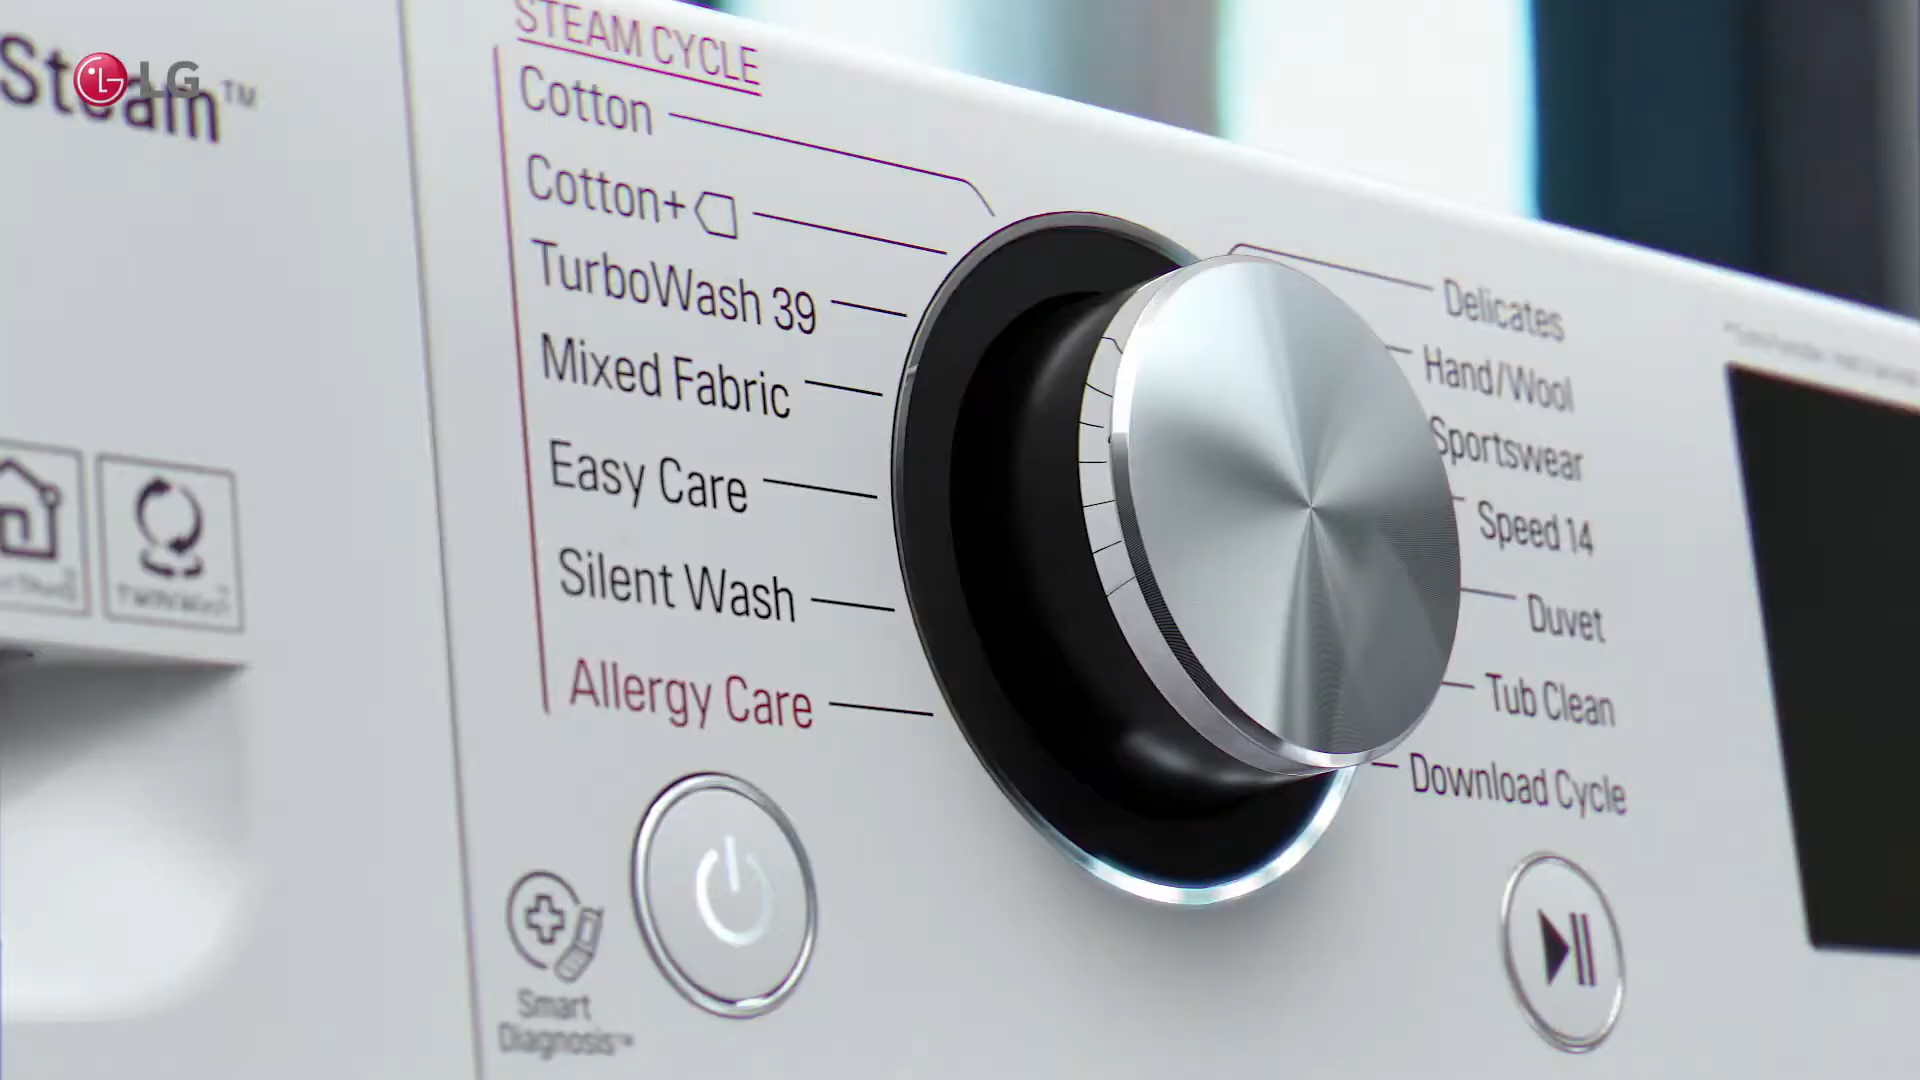 Steam™
LG
STEAM CYCLE
Cotton
Cotton+
TurboWash 39
Mixed Fabric
Easy Care
Silent Wash
Allergy Care
Delicates
Hand/Wool
Sportswear
Speed 14
Duvet
Tub Clean
Download Cycle
Smart
Diagnosis™